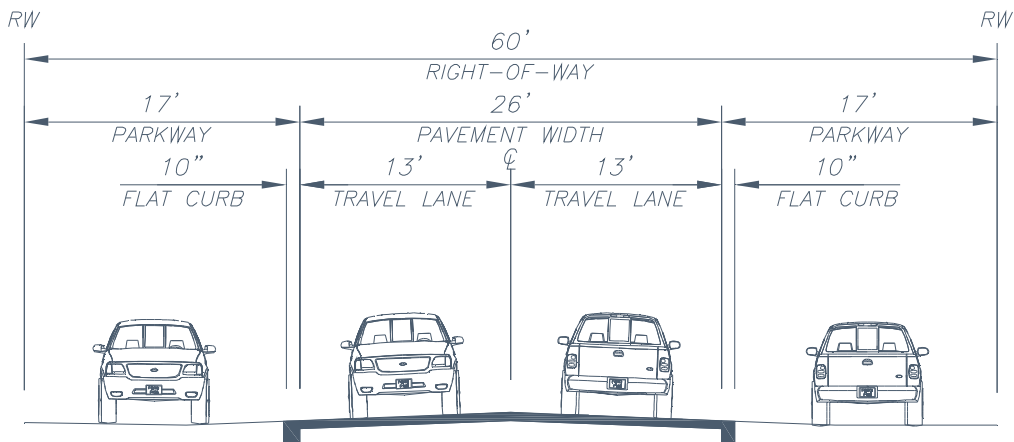 RW RW
60'
RIGHT-OF-WAY
17' 26' 17'
PARKWAY PAVEMENT WIDTH PARKWAY
℄
10" 13' 13' 10"
FLAT CURB TRAVEL LANE TRAVEL LANE FLAT CURB